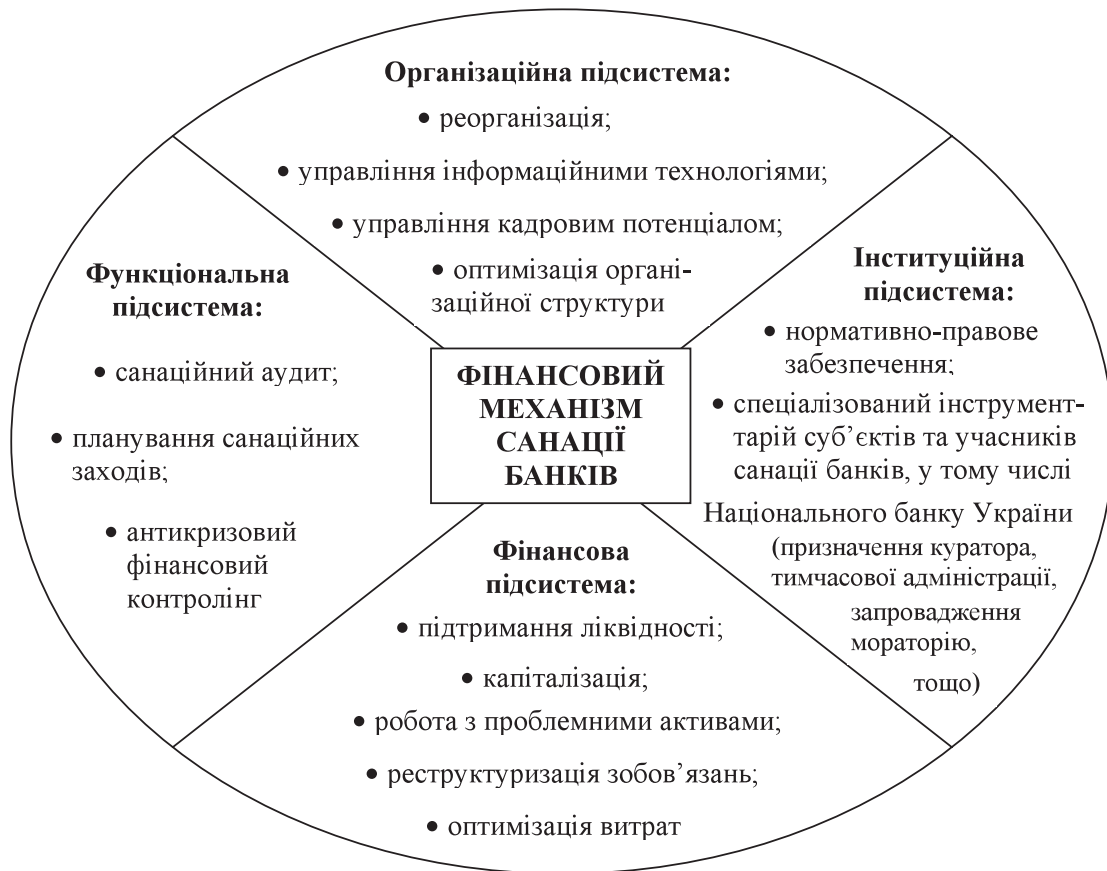 Організаційна підсистема:
• реорганізація;
• управління інформаційними технологіями;
• управління кадровим потенціалом;
• оптимізація органі-
заційної структури
Функціональна
підсистема:
• санаційний аудит;
• планування санаційних
заходів;
• антикризовий
фінансовий
контролінг
ФІНАНСОВИЙ
МЕХАНІЗМ
САНАЦІЇ
БАНКІВ
Інституційна
підсистема:
• нормативно-правове
забезпечення;
• спеціалізований інструмент-
тарій суб’єктів та учасників
санації банків, у тому числі
Національного банку України
(призначення куратора,
тимчасової адміністрації,
запровадження
мораторію,
тощо)
Фінансова
підсистема:
• підтримання ліквідності;
• капіталізація;
• робота з проблемними активами;
• реструктуризація зобов’язань;
• оптимізація витрат